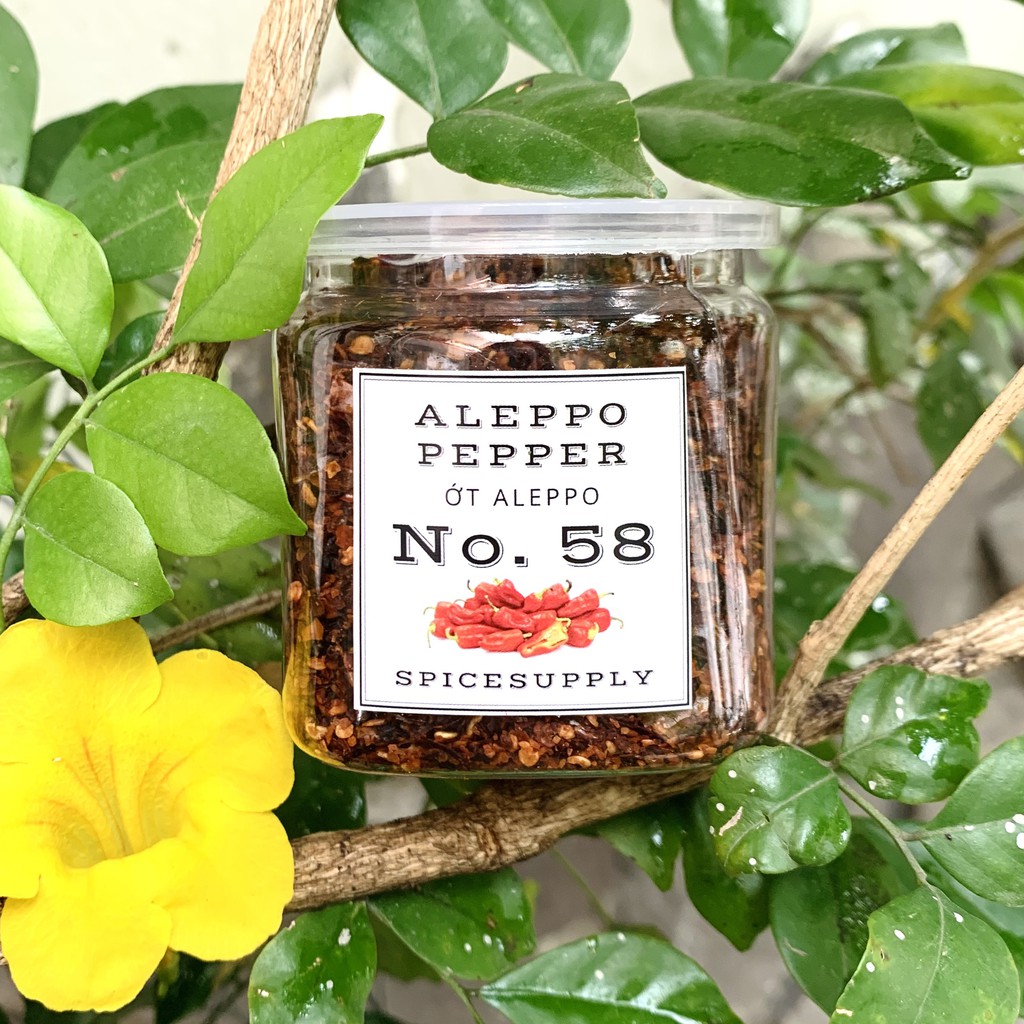 ALEPPO
PEPPER
ỚT ALEPPO
No. 58
SPICESUPPLY